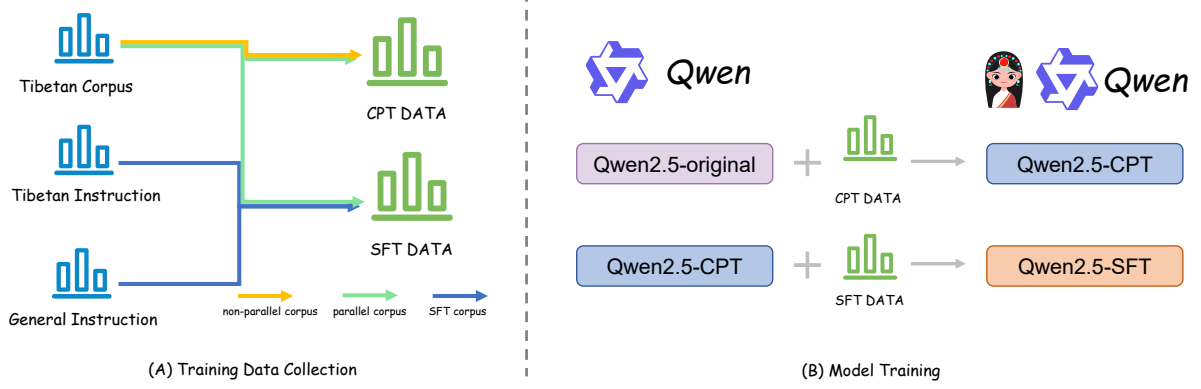 Tibetan Corpus
Tibetan Instruction
General Instruction
CPT DATA
SFT DATA
non-parallel corpus
parallel corpus
SFT corpus
(A) Training Data Collection
Qwen
Qwen
Qwen2.5-original
CPT DATA
Qwen2.5-CPT
Qwen2.5-CPT
SFT DATA
Qwen2.5-SFT
(B) Model Training